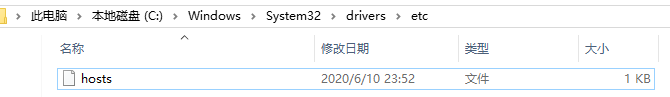 此电脑 > 本地磁盘 (C:) > Windows > System32 > drivers > etc
名称 修改日期 类型 大小
hosts 2020/6/10 23:52 文件 1 KB